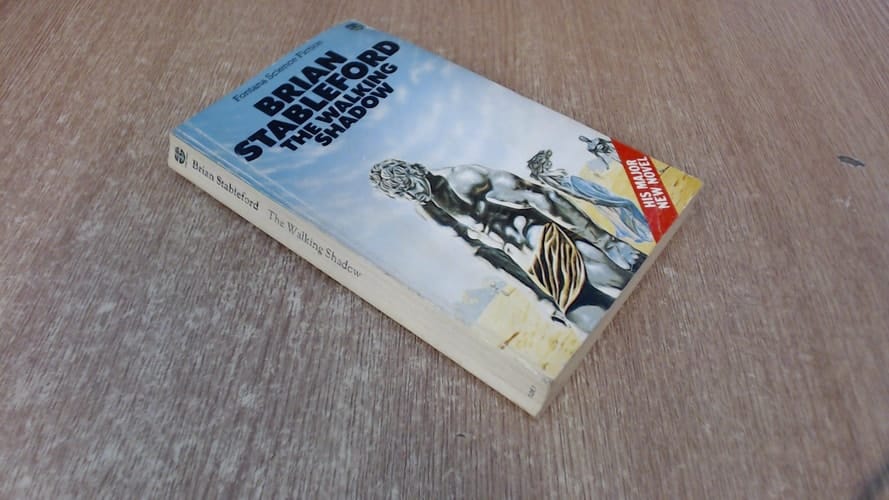 Fontana Science Fiction
BRIAN
STABLEFORD
THE WALKING
SHADOW
HIS MAJOR
NEW NOVEL
Brian Stableford The Walking Shadow